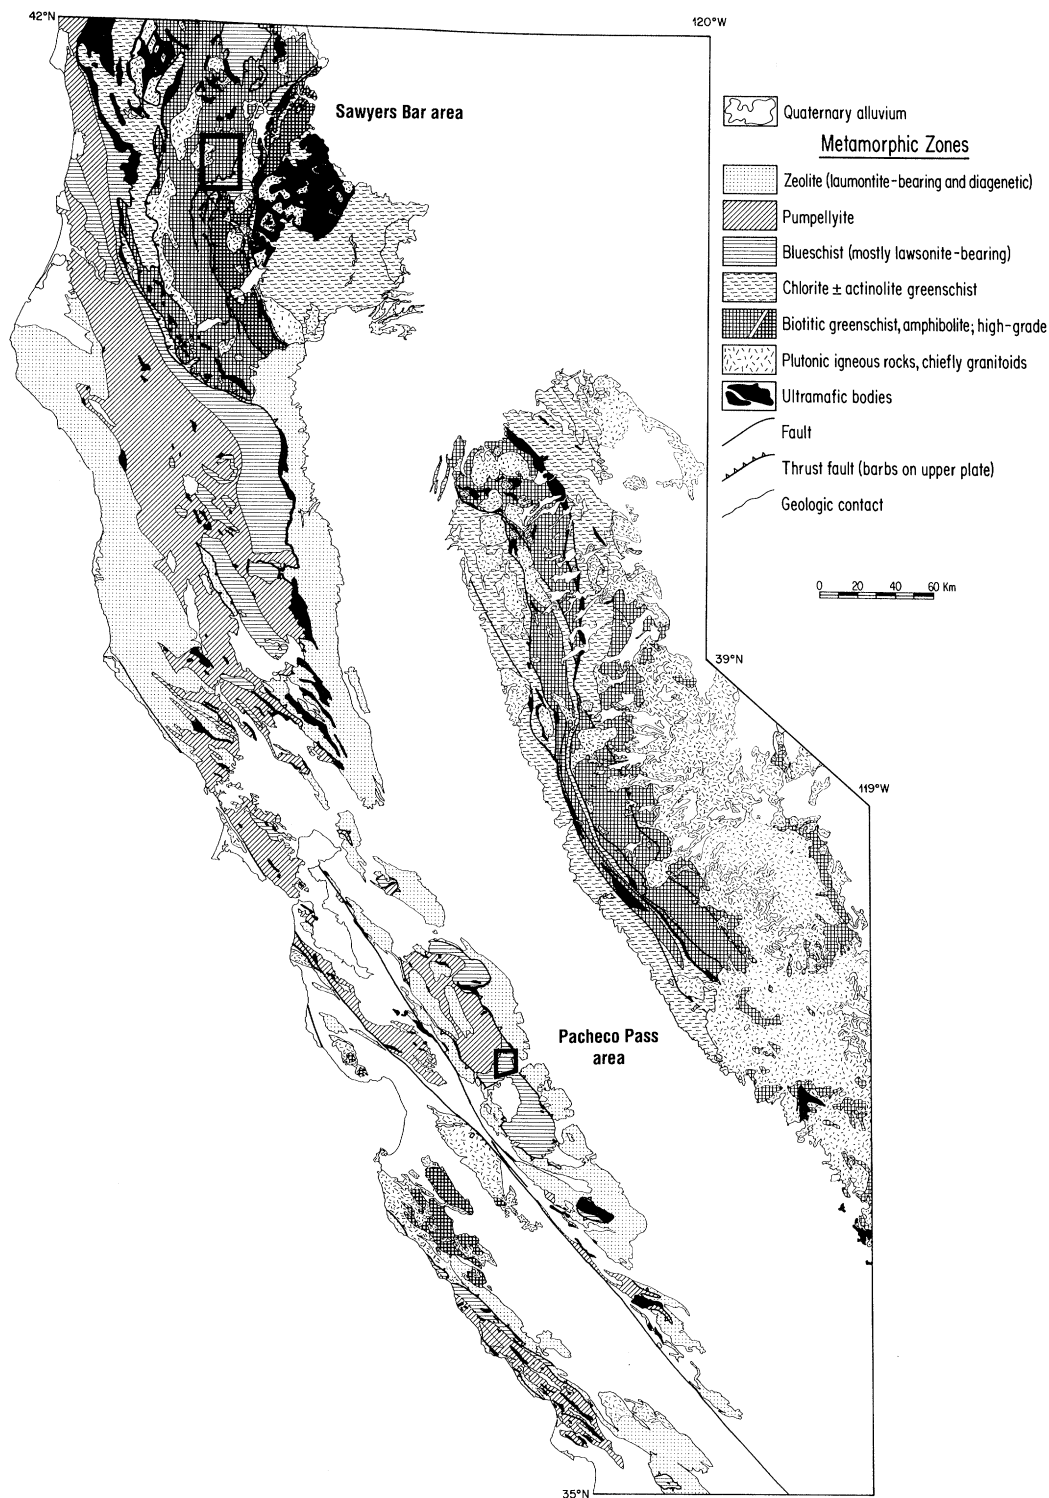 42°N
120°W
Sawyers Bar area
Quaternary alluvium
Metamorphic Zones
Zeolite (laumontite-bearing and diagenetic)
Pumpellyite
Blueschist (mostly lawsonite-bearing)
Chlorite ± actinolite greenschist
Biotitic greenschist, amphibolite; high-grade
Plutonic igneous rocks, chiefly granitoids
Ultramafic bodies
Fault
Thrust fault (barbs on upper plate)
Geologic contact
0 20 40 60 Km
39°N
119°W
Pacheco Pass
area
35°N